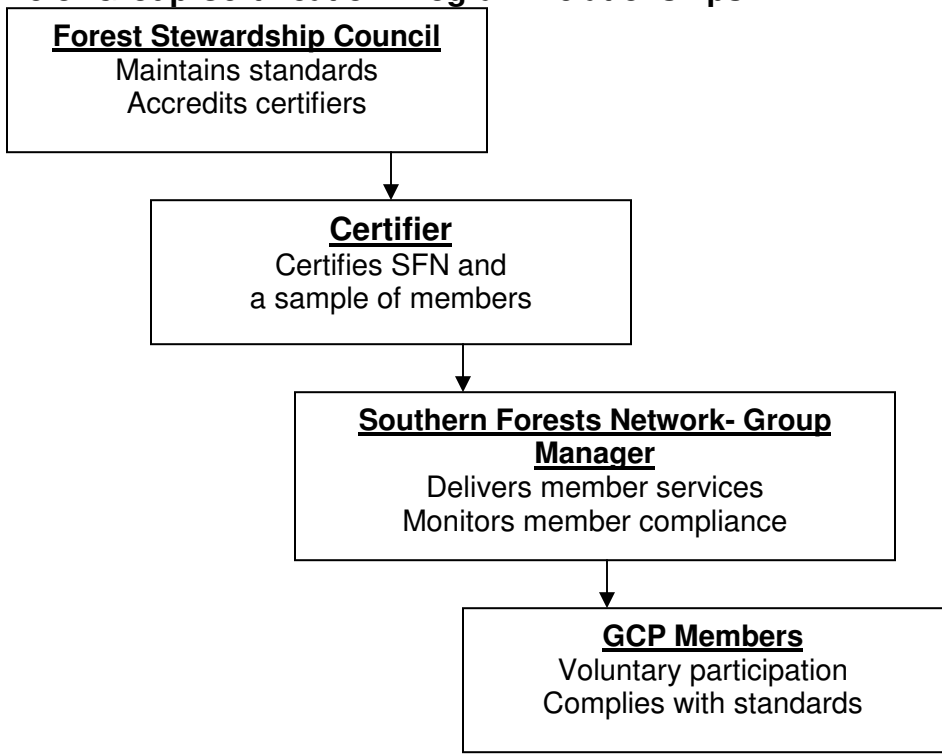 Forest Stewardship Council
Maintains standards
Accredits certifiers
Certifier
Certifies SFN and
a sample of members
Southern Forests Network- Group
Manager
Delivers member services
Monitors member compliance
GCP Members
Voluntary participation
Complies with standards